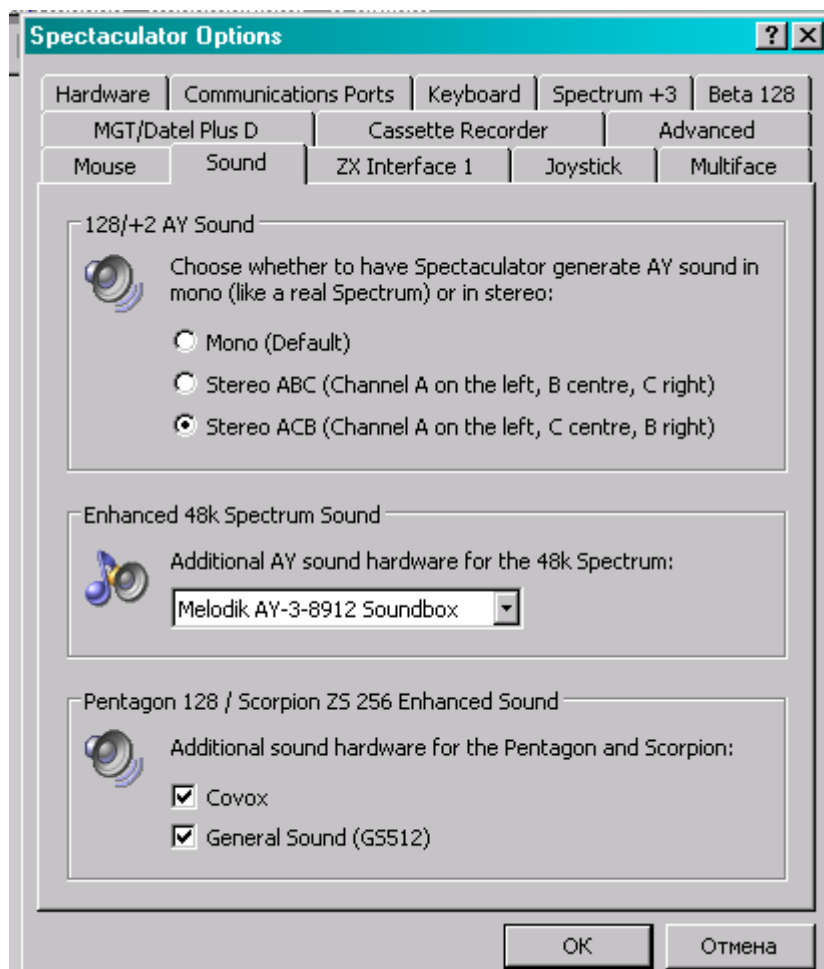 Spectaculator Options
Hardware
Communications Ports
Keyboard
Spectrum +3
Beta 128
MGT/Datel Plus D
Cassette Recorder
Advanced
Mouse
Sound
ZX Interface 1
Joystick
Multiface
128/+2 AY Sound
Choose whether to have Spectaculator generate AY sound in
mono (like a real Spectrum) or in stereo:
Mono (Default)
Stereo ABC (Channel A on the left, B centre, C right)
Stereo ACB (Channel A on the left, C centre, B right)
Enhanced 48k Spectrum Sound
Additional AY sound hardware for the 48k Spectrum:
Melodik AY-3-8912 Soundbox
Pentagon 128 / Scorpion ZS 256 Enhanced Sound
Additional sound hardware for the Pentagon and Scorpion:
Covox
General Sound (GS512)
OK
Отмена